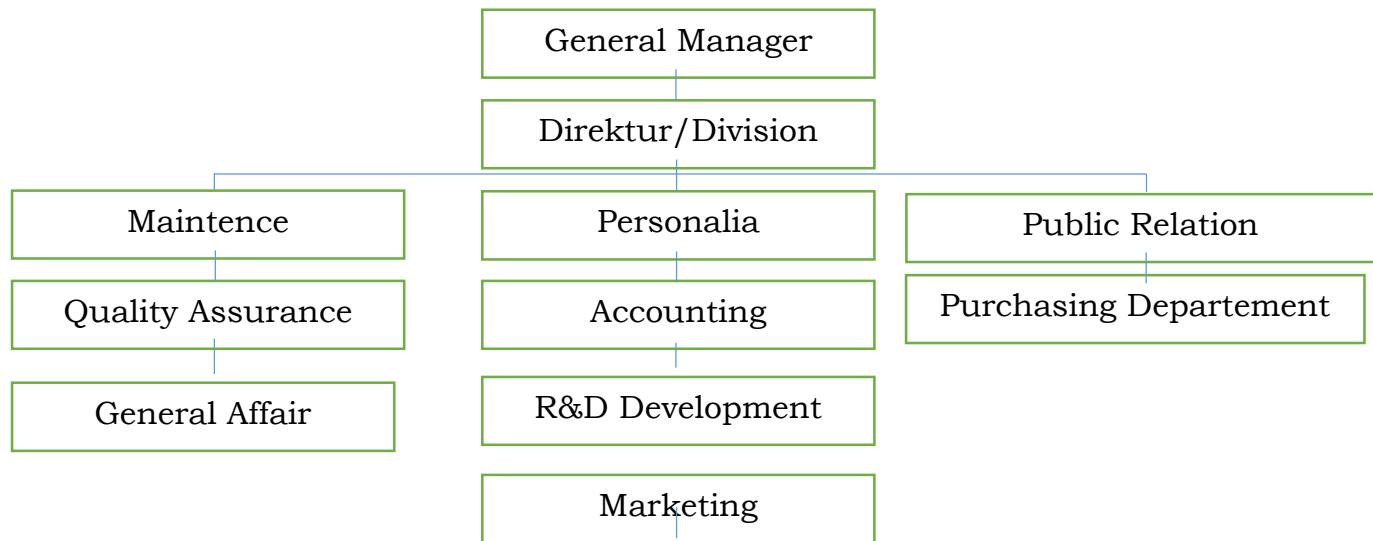 General Manager
Direktur/Division
Maintence
Personalia
Public Relation
Quality Assurance
Accounting
Purchasing Departement
General Affair
R&D Development
Marketing